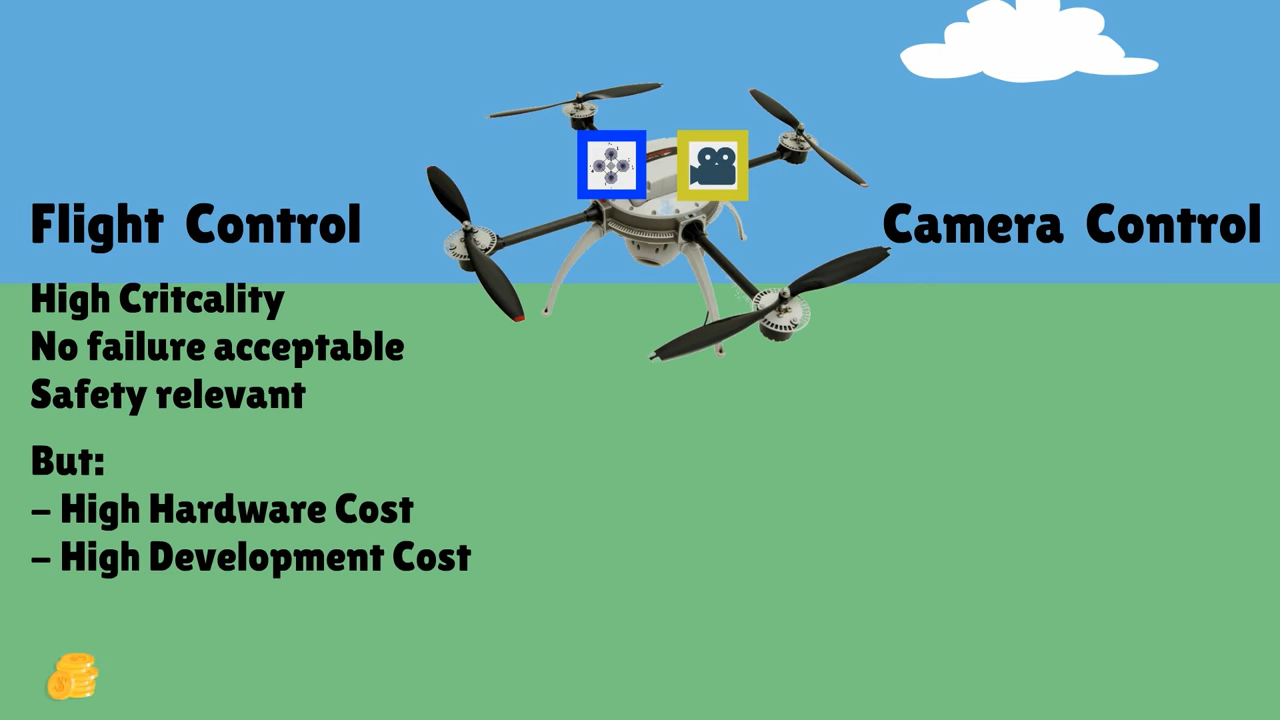 Flight Control
Camera Control
High Critcality
No failure acceptable
Safety relevant
But:
– High Hardware Cost
– High Development Cost